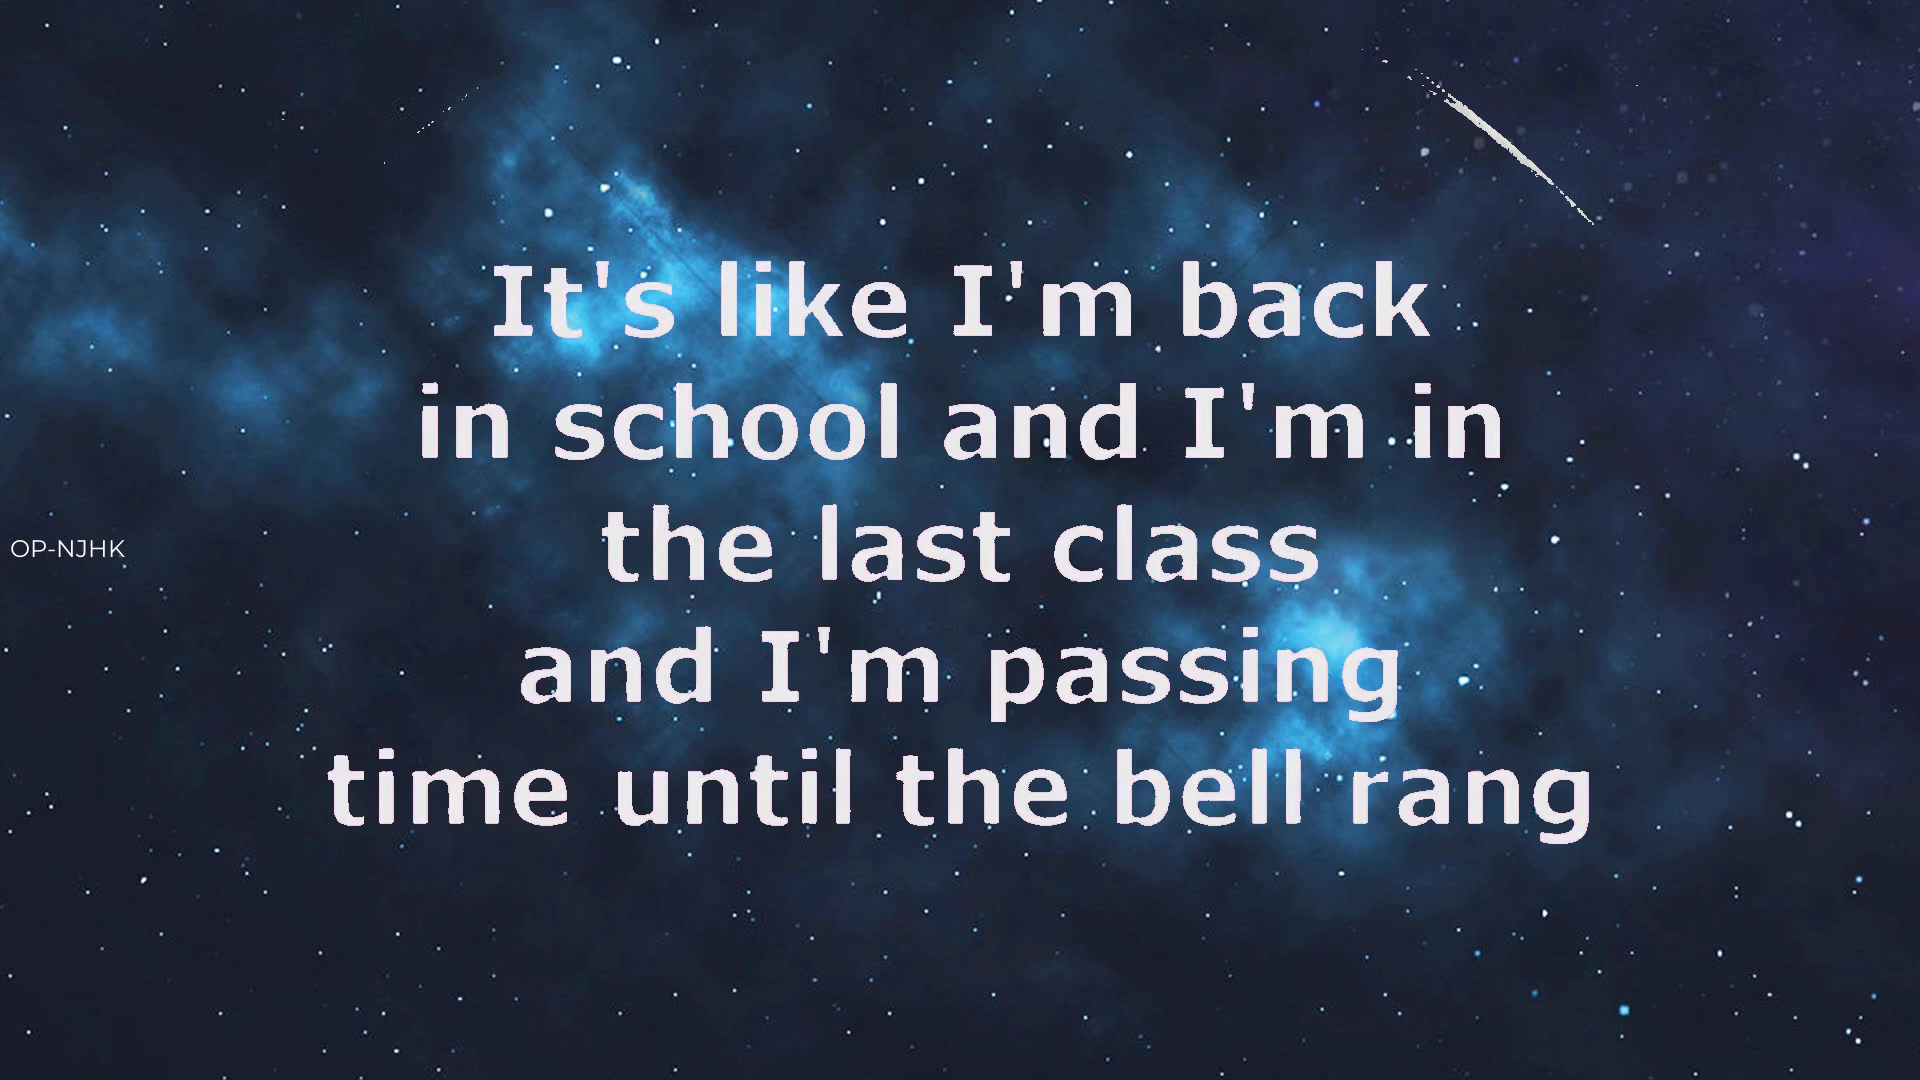 It's like I'm back
in school and I'm in
the last class
OP-NJHK
and I'm passing
time until the bell rang